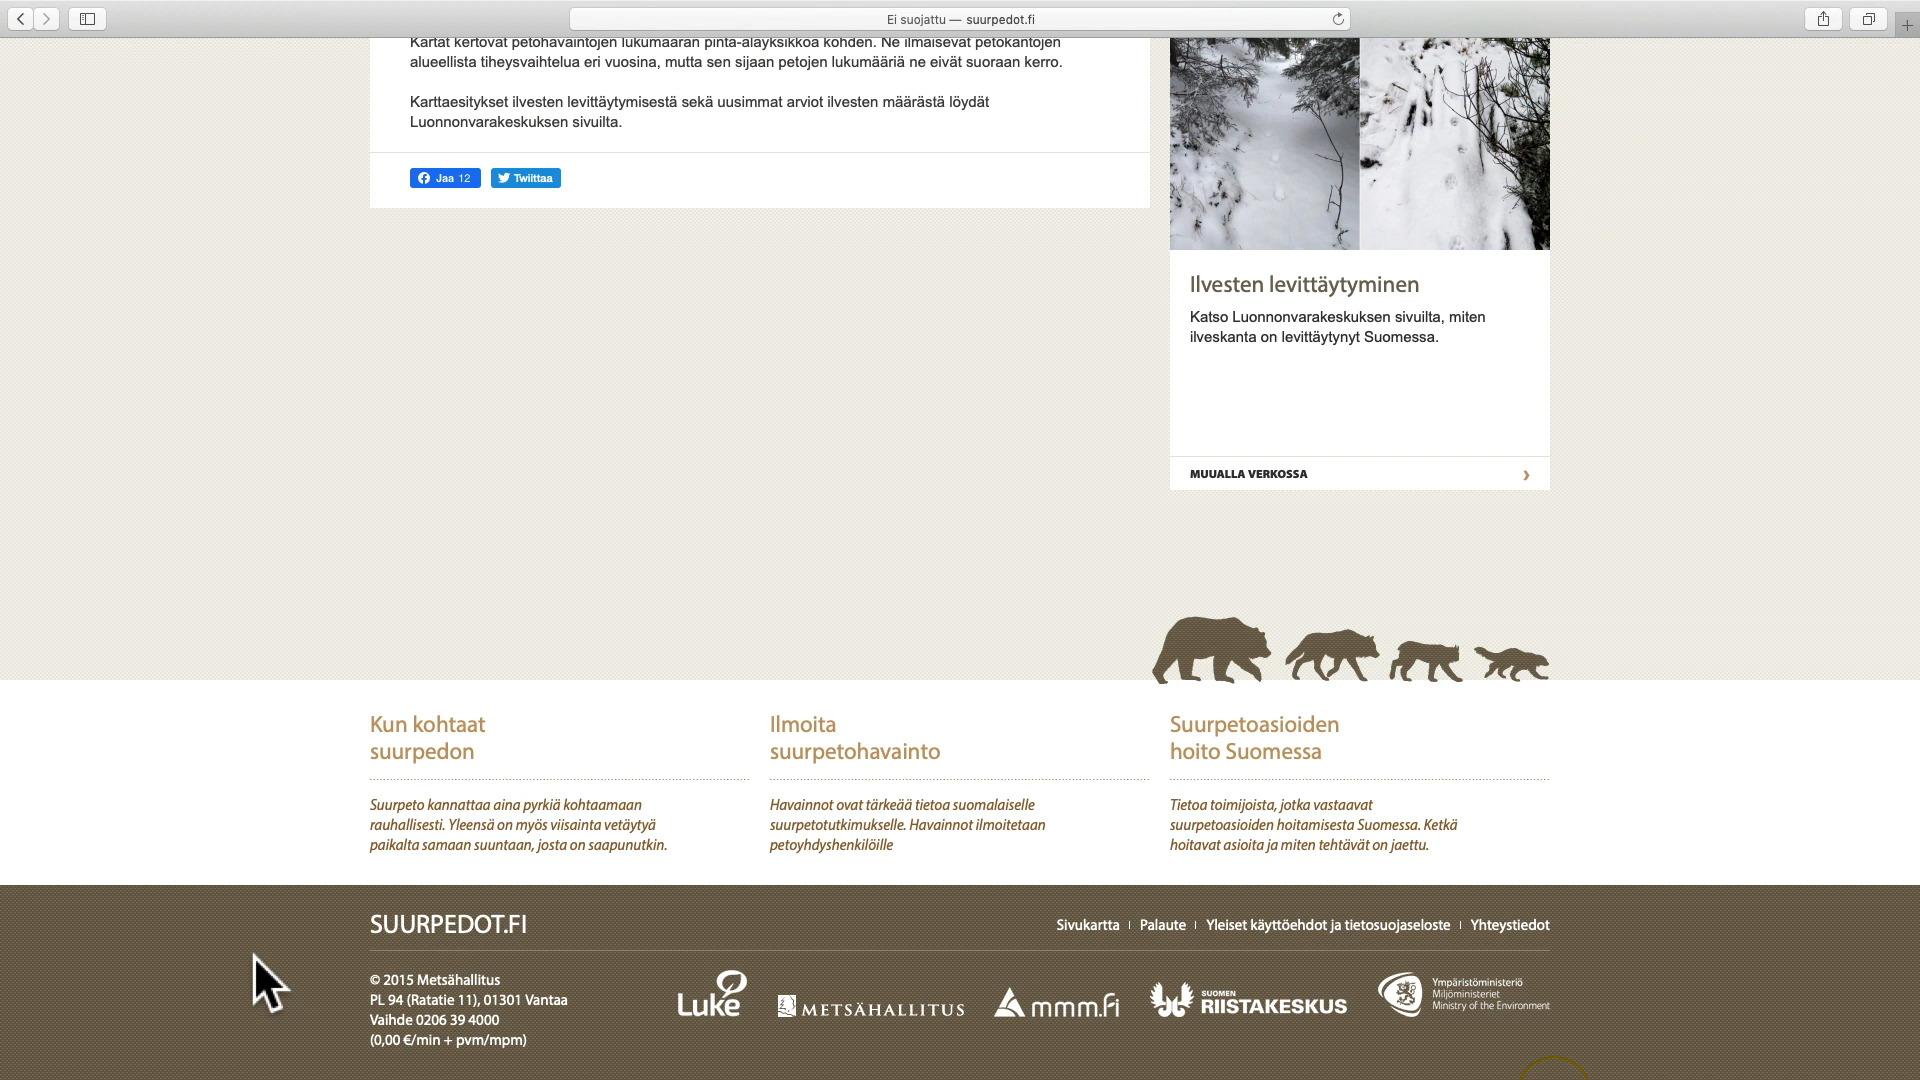 Ei suojattu — suurpedot.fi
Kartat kertovat petohavaintojen lukumäärän pinta-alayksikköä kohden. Ne ilmaisevat petokantojen
alueellista tiheysvaihtelua eri vuosina, mutta sen sijaan petojen lukumääriä ne eivät suoraan kerro.
Karttaesitykset ilvesten levittäytymisestä sekä uusimmat arviot ilvesten määrästä löydät
Luonnonvarakeskuksen sivuilta.
Jaa 12
Twiittaa
Ilvesten levittäytyminen
Katso Luonnonvarakeskuksen sivuilta, miten
ilveskanta on levittäytynyt Suomessa.
MUUALLA VERKOSSA
Kun kohtaat
suurpedon
Suurpeto kannattaa aina pyrkiä kohtaamaan
rauhallisesti. Yleensä on myös viisainta vetäytyä
paikalta samaan suuntaan, josta on saapunutkin.
Ilmoita
suurpetohavainto
Havainnot ovat tärkeää tietoa suomalaiselle
suurpetotutkimukselle. Havainnot ilmoitetaan
petoyhdyshenkilöille
Suurpetoasioiden
hoito Suomessa
Tietoa toimijoista, jotka vastaavat
suurpetoasioiden hoitamisesta Suomessa. Ketkä
hoitavat asioita ja miten tehtävät on jaettu.
SUURPEDOT.FI
Sivukartta
Palaute
Yleiset käyttöehdot ja tietosuojaseloste
Yhteystiedot
© 2015 Metsähallitus
PL 94 (Ratatie 11), 01301 Vantaa
Vaihde 0206 39 4000
(0,00 €/min + pvm/mpm)
Luke
METSÄHALLITUS
mmm.fi
SUOMEN
RIISTAKESKUS
Ympäristöministeriö
Miljöministeriet
Ministry of the Environment